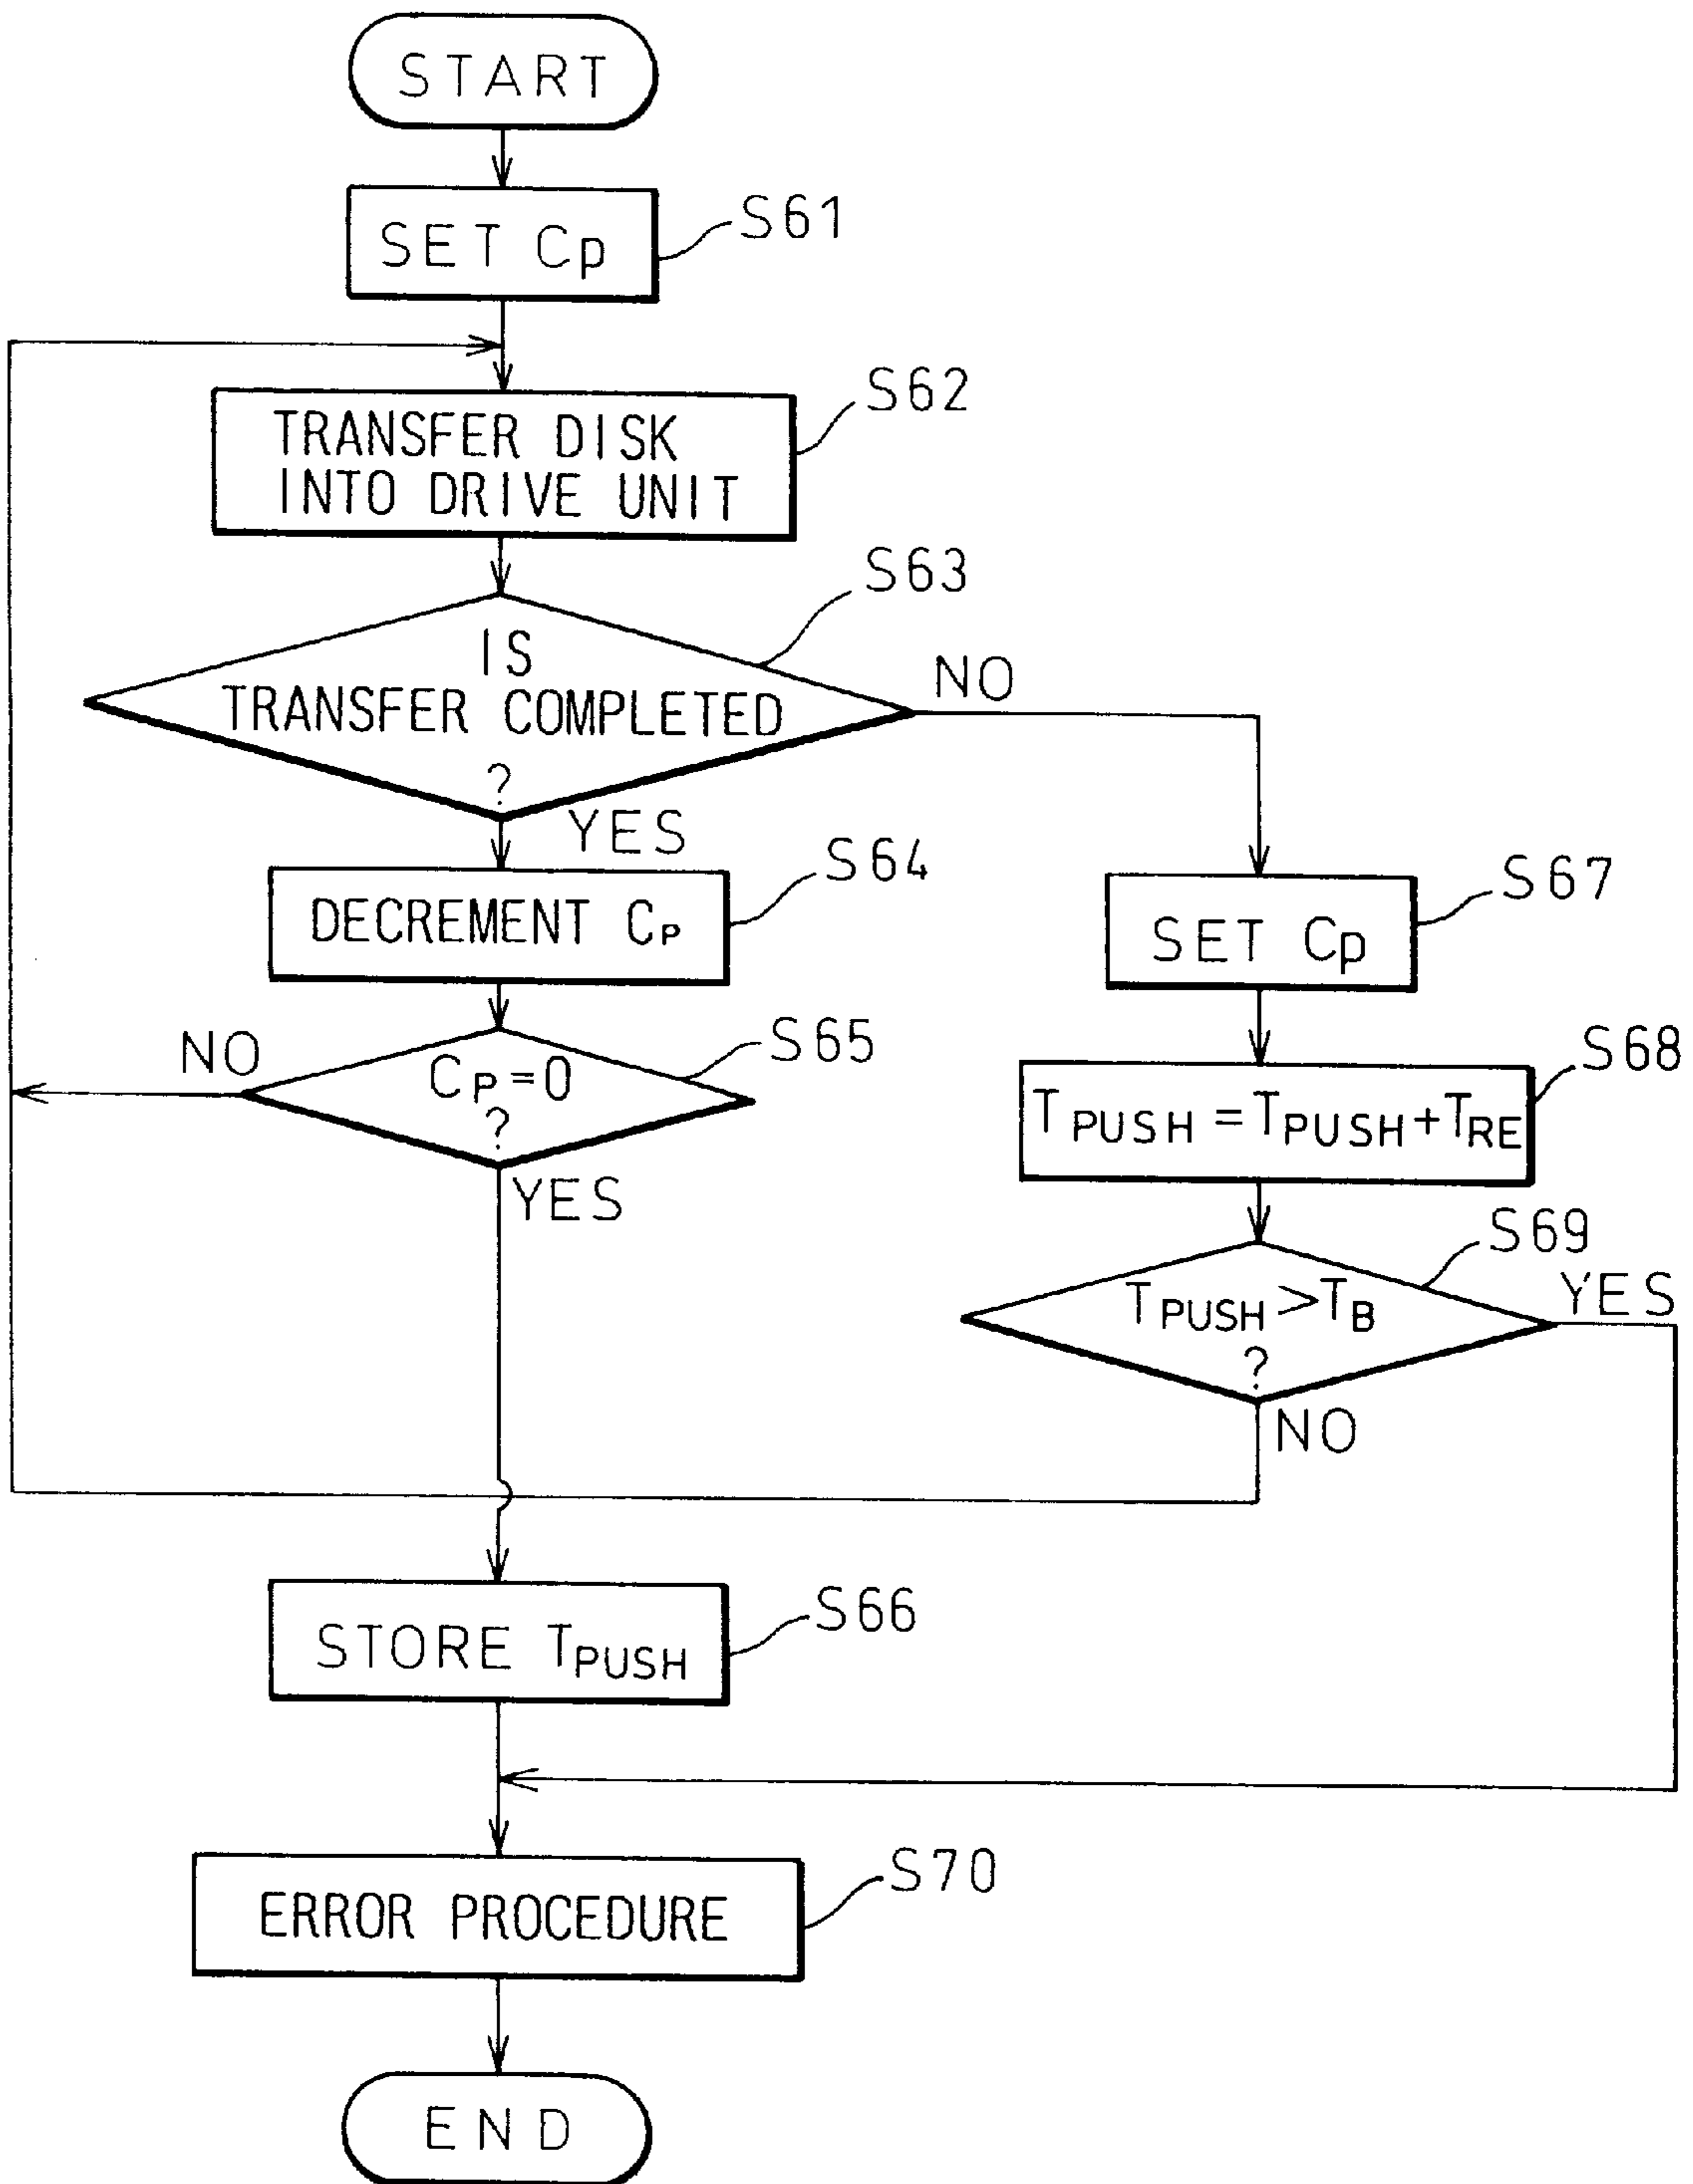 START
SET Cp
S61
TRANSFER DISK
INTO DRIVE UNIT
S62
IS
TRANSFER COMPLETED
?
S63
NO
YES
DECREMENT CP
S64
CP=0
?
S65
NO
YES
SET Cp
S67
TPUSH=TPUSH+TRE
S68
TPUSH>TB
?
S69
YES
NO
STORE TPUSH
S66
ERROR PROCEDURE
S70
END